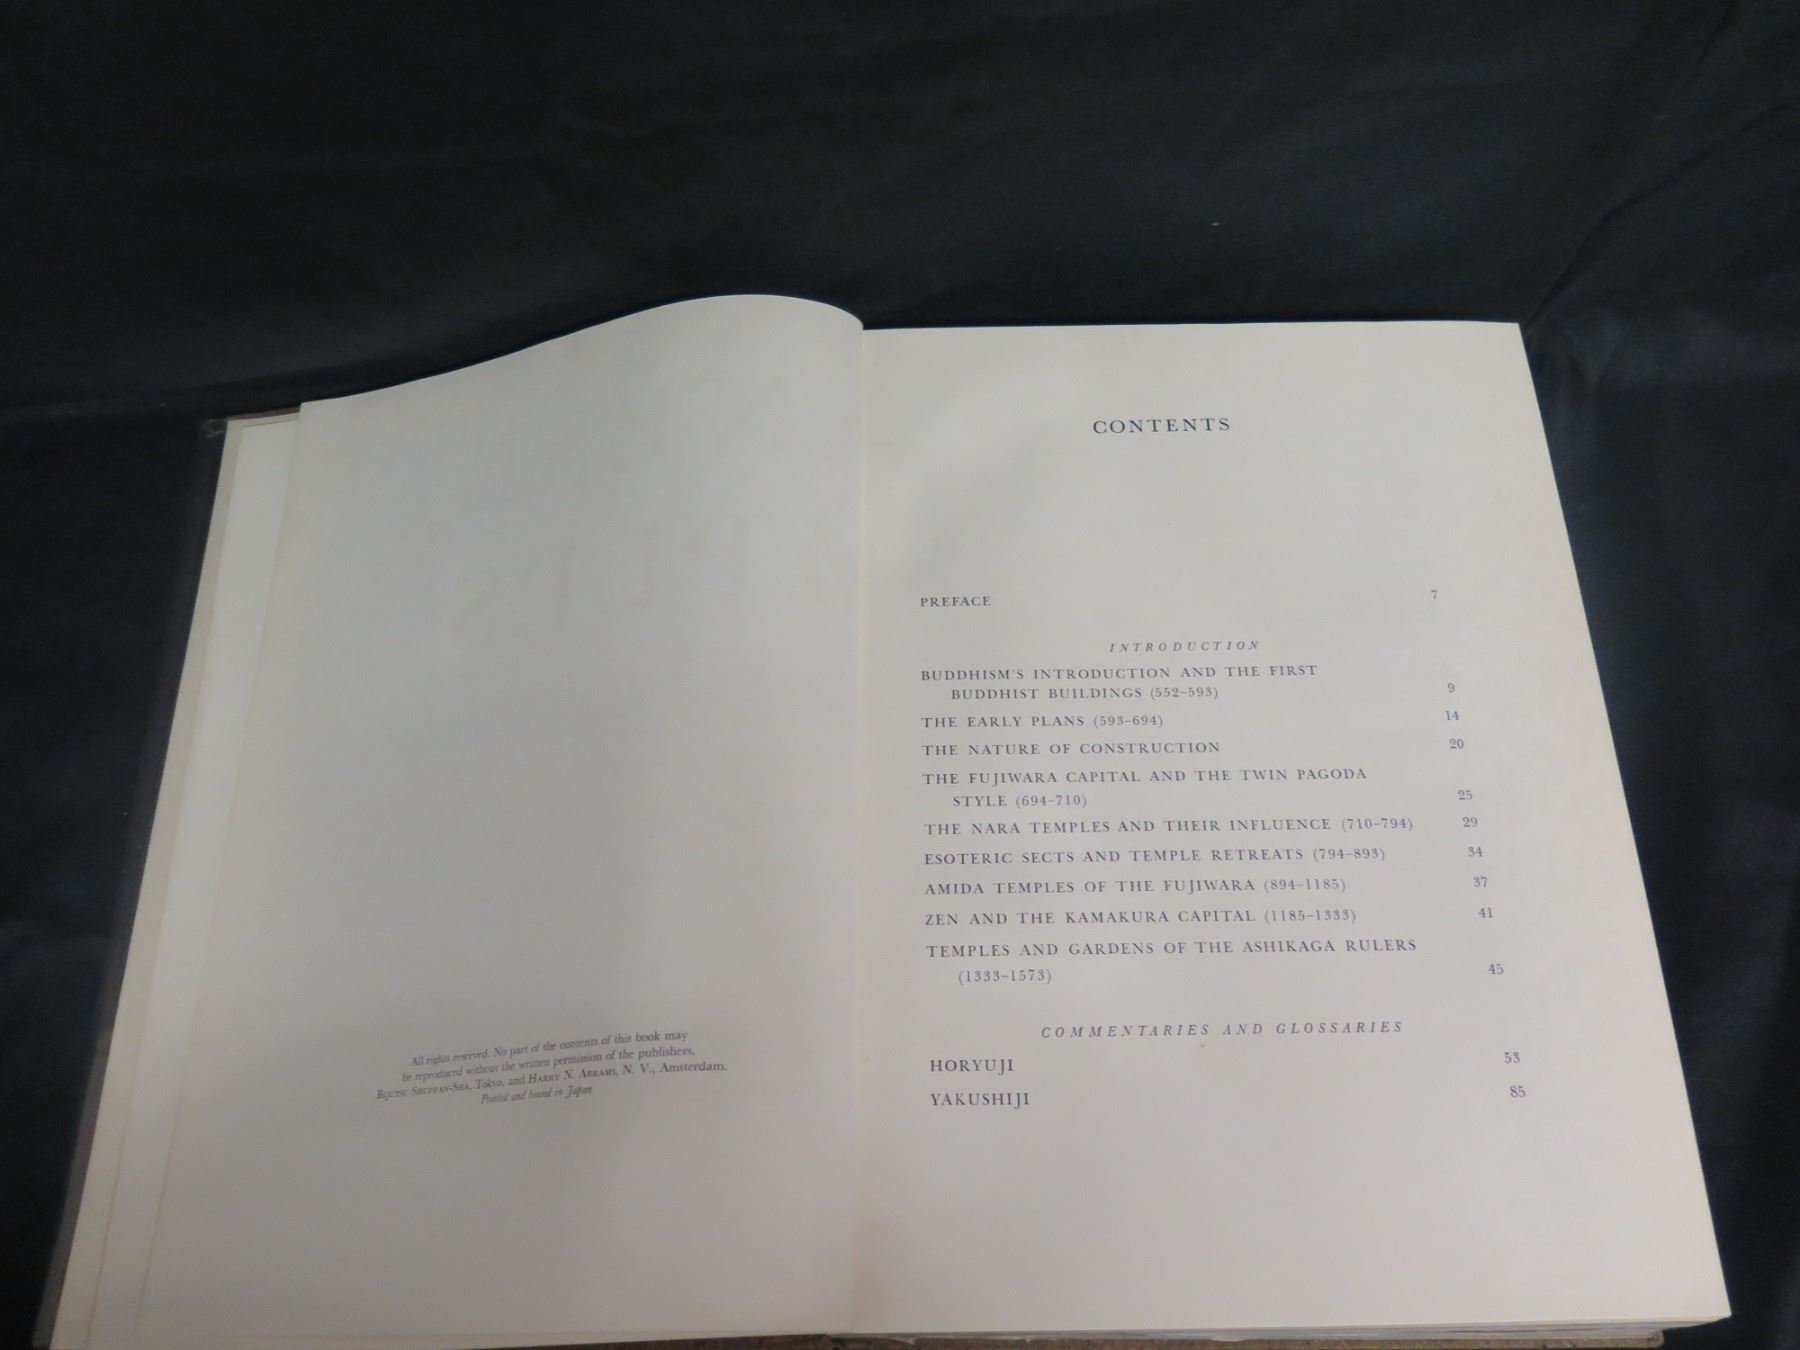 All rights reserved. No part of the contents of this book may
be reproduced without the written permission of the publishers,
BIJUTSU SHUPPAN-SHA, Tokyo, and HARRY N. ABRAMS, N. V., Amsterdam.
Printed and bound in Japan
CONTENTS
PREFACE 7
INTRODUCTION
BUDDHISM'S INTRODUCTION AND THE FIRST
BUDDHIST BUILDINGS (552–593) 9
THE EARLY PLANS (593–694) 14
THE NATURE OF CONSTRUCTION 20
THE FUJIWARA CAPITAL AND THE TWIN PAGODA
STYLE (694–710) 25
THE NARA TEMPLES AND THEIR INFLUENCE (710–794) 29
ESOTERIC SECTS AND TEMPLE RETREATS (794–893) 34
AMIDA TEMPLES OF THE FUJIWARA (894–1185) 37
ZEN AND THE KAMAKURA CAPITAL (1185–1333) 41
TEMPLES AND GARDENS OF THE ASHIKAGA RULERS
(1333–1573) 45
COMMENTARIES AND GLOSSARIES
HORYUJI 53
YAKUSHIJI 85